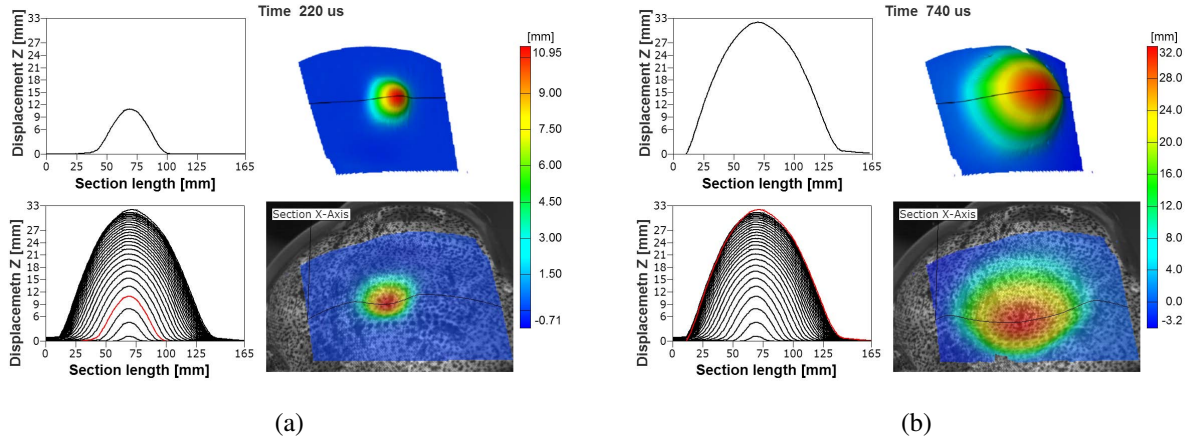 Time 220 us
Displacement Z [mm]
33
27
24
21
18
15
12
9
6
0
0 25 50 75 100 125 165
Section length [mm]
[mm]
10.95
9.00
7.50
6.00
4.50
3.00
1.50
-0.71
Displacemetn Z [mm]
33
27
24
21
18
15
12
9
6
0
0 25 50 75 100 125 165
Section length [mm]
Section X-Axis
(a)
Time 740 us
Displacement Z [mm]
33
27
24
21
18
15
12
9
6
0
0 25 50 75 100 125 165
Section length [mm]
[mm]
32.0
28.0
24.0
20.0
16.0
12.0
8.0
4.0
0.0
-3.2
Displacemetn Z [mm]
33
27
24
21
18
15
12
9
6
0
0 25 50 75 100 125 165
Section length [mm]
Section X-Axis
(b)